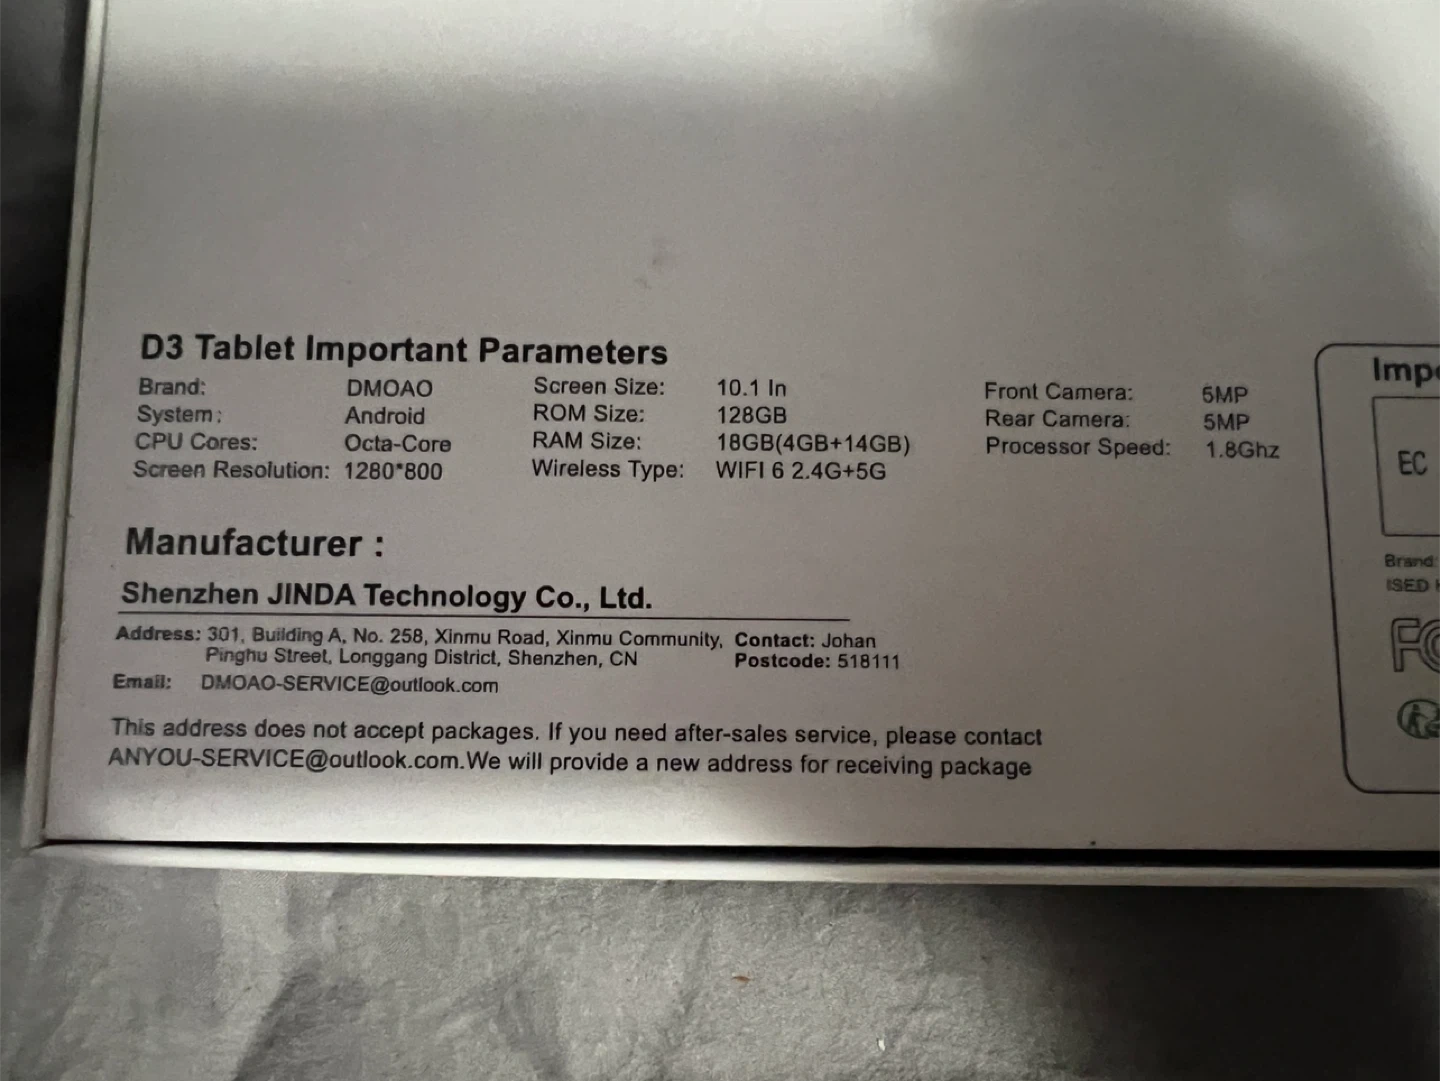 D3 Tablet Important Parameters
Brand: DMOAO Screen Size: 10.1 In Front Camera: 5MP
System: Android ROM Size: 128GB Rear Camera: 5MP
CPU Cores: Octa-Core RAM Size: 18GB(4GB+14GB) Processor Speed: 1.8Ghz
Screen Resolution: 1280*800 Wireless Type: WIFI 6 2.4G+5G
Manufacturer :
Shenzhen JINDA Technology Co., Ltd.
Address: 301, Building A, No. 258, Xinmu Road, Xinmu Community, Contact: Johan
Pinghu Street, Longgang District, Shenzhen, CN Postcode: 518111
Email: DMOAO-SERVICE@outlook.com
This address does not accept packages. If you need after-sales service, please contact
ANYOU-SERVICE@outlook.com.We will provide a new address for receiving package
EC
Brand:
ISED
FC